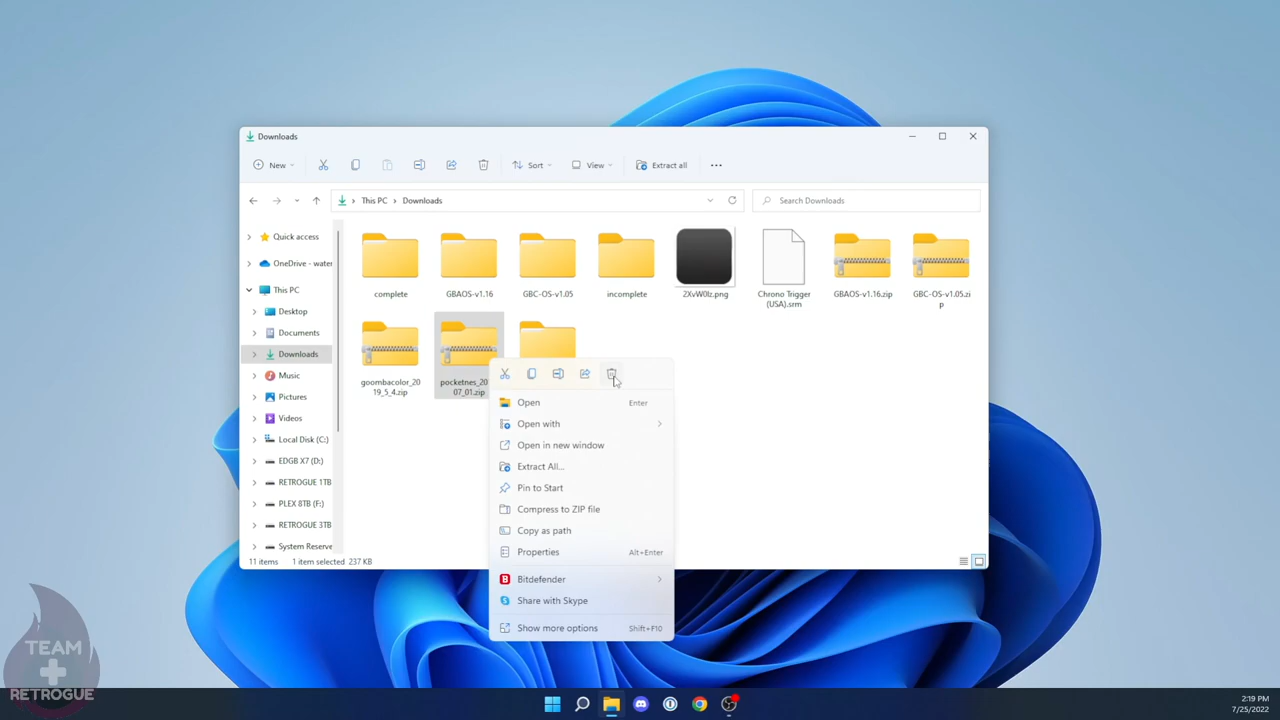 Downloads
New
Sort
View
Extract all
This PC
Downloads
Search Downloads
Quick access
OneDrive - water
This PC
Desktop
Documents
Downloads
Music
Pictures
Videos
Local Disk (C:)
EDGB X7 (D:)
RETROGUE 1TB
PLEX 8TB (F:)
RETROGUE 3TB
System Reserve
complete
GBAOS-v1.16
GBC-OS-v1.05
incomplete
2XvW0Iz.png
Chrono Trigger
(USA).srm
GBAOS-v1.16.zip
GBC-OS-v1.05.zi
p
goombacolor_20
19_5_4.zip
pocketnes_20
07_01.zip
Open Enter
Open with
Open in new window
Extract All...
Pin to Start
Compress to ZIP file
Copy as path
Properties Alt+Enter
Bitdefender
Share with Skype
Show more options Shift+F10
11 items 1 item selected 237 KB
TEAM
RETROGUE
2:19 PM
7/25/2022